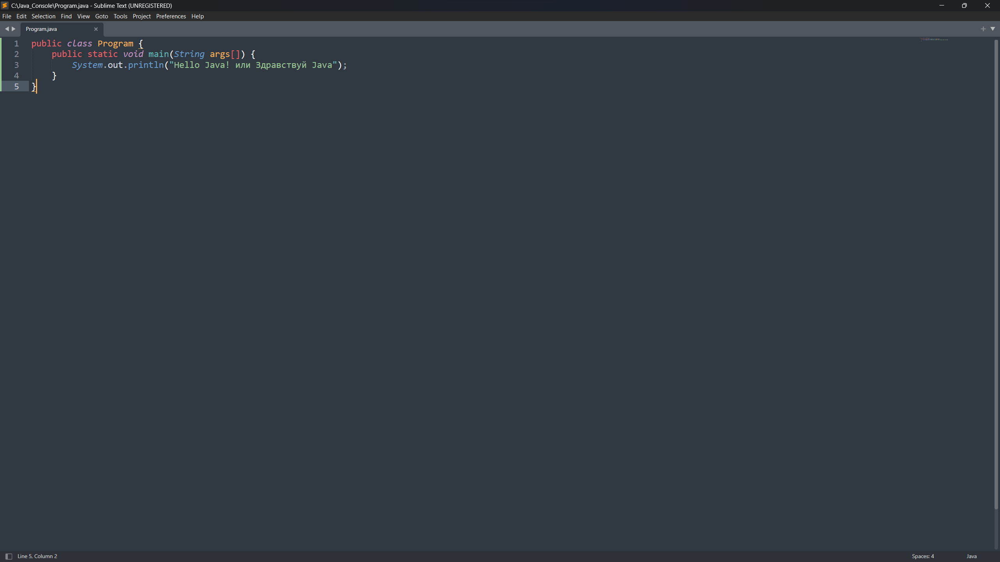 C:\Java_Console\Program.java - Sublime Text (UNREGISTERED)
File Edit Selection Find View Goto Tools Project Preferences Help
Program.java
1 public class Program {
2     public static void main(String args[]) {
3         System.out.println("Hello Java! или Здравствуй Java");
4     }
5 }
Line 5, Column 2 Spaces: 4 Java